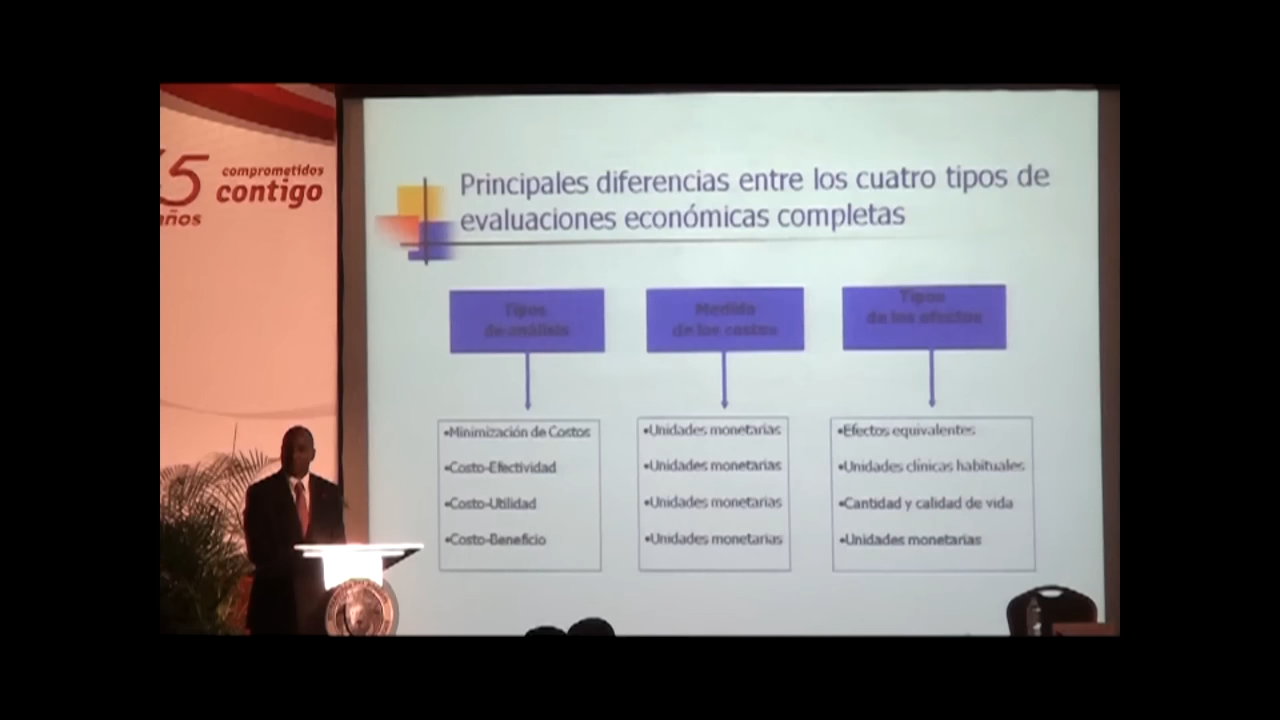 65
años
comprometidos
contigo
Principales diferencias entre los cuatro tipos de
evaluaciones económicas completas
Tipos
de análisis
Medida
de los costos
Tipos
de los efectos
•Minimización de Costos
•Costo-Efectividad
•Costo-Utilidad
•Costo-Beneficio
•Unidades monetarias
•Unidades monetarias
•Unidades monetarias
•Unidades monetarias
•Efectos equivalentes
•Unidades clínicas habituales
•Cantidad y calidad de vida
•Unidades monetarias